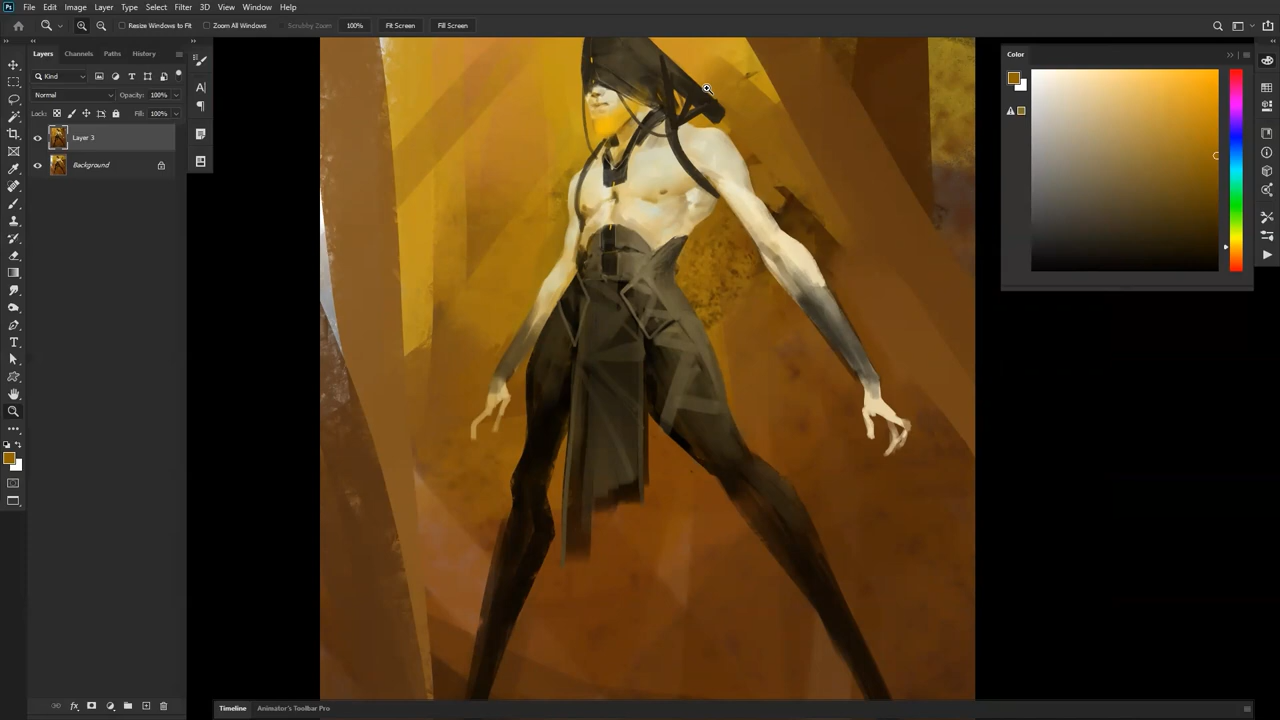 Ps File Edit Image Layer Type Select Filter 3D View Window Help
Resize Windows to Fit Zoom All Windows Scrubby Zoom 100% Fit Screen Fill Screen
Layers Channels Paths History
Kind
Normal Opacity: 100%
Lock: Fill: 100%
Layer 3
Background
Color
Timeline Animator's Toolbar Pro